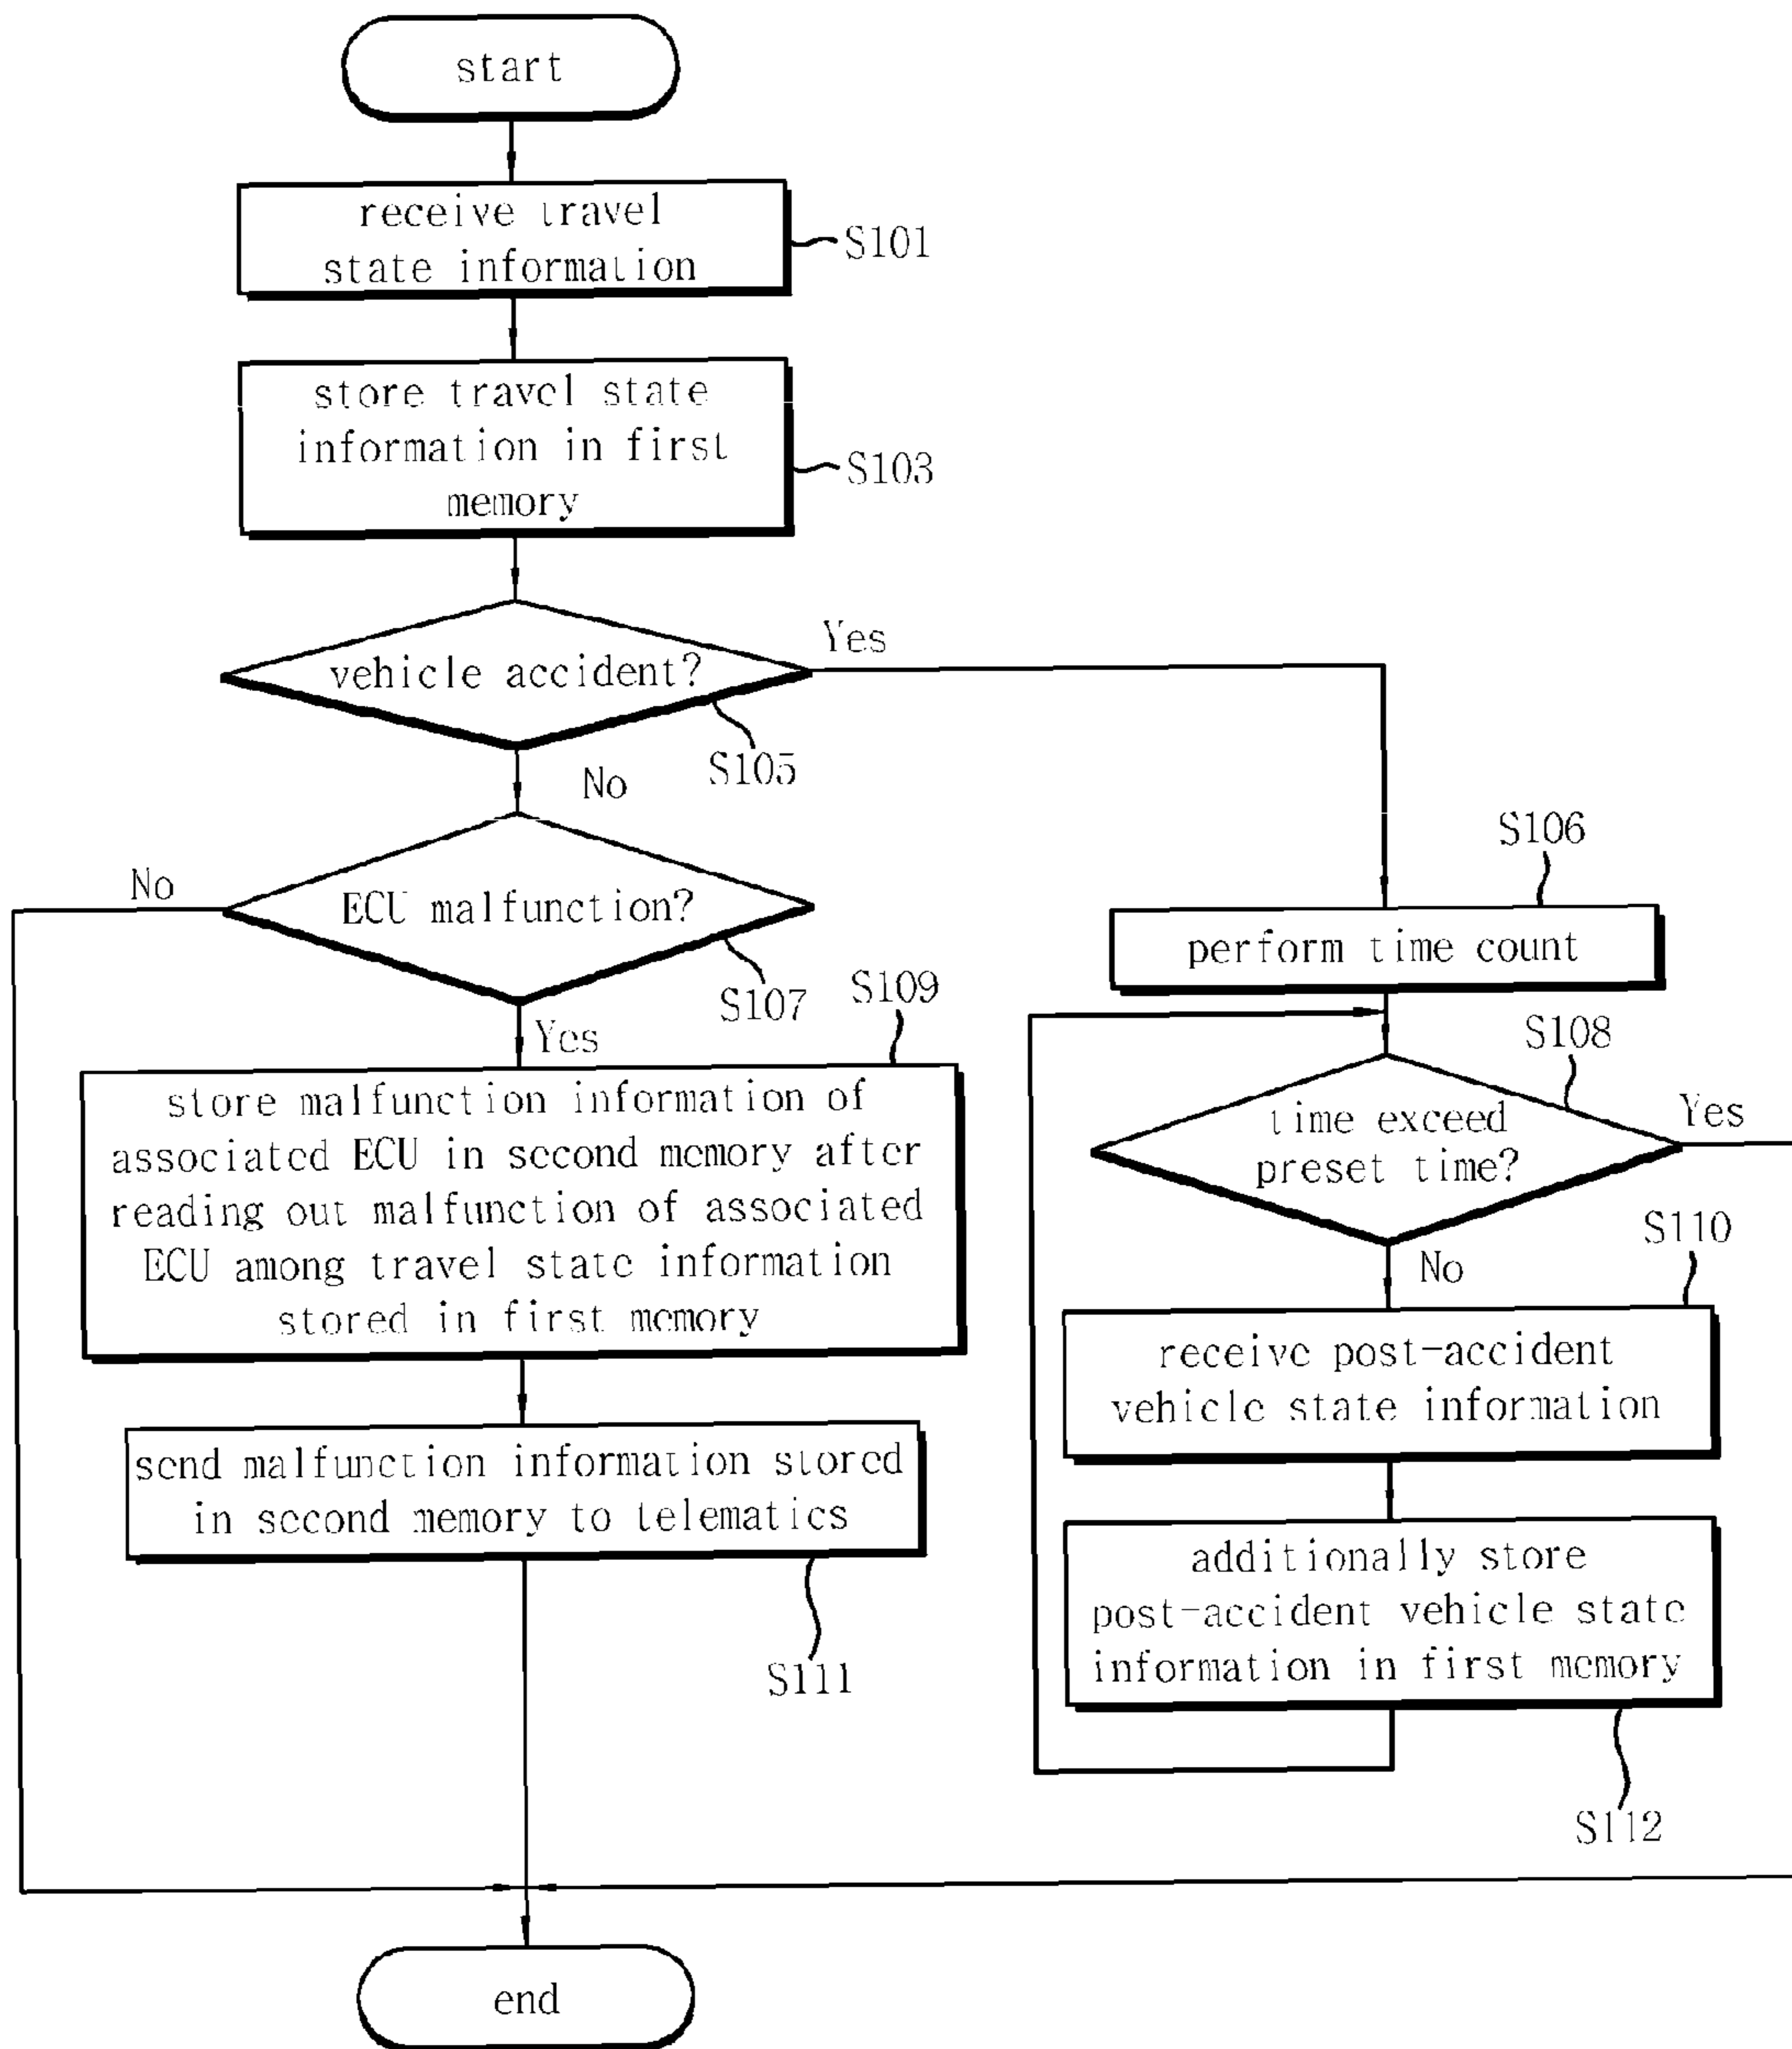 start
receive travel
state information
S101
store travel state
information in first
memory
S103
vehicle accident?
Yes
S105
No
ECU malfunction?
No
S107
Yes
S109
store malfunction information of
associated ECU in second memory after
reading out malfunction of associated
ECU among travel state information
stored in first memory
send malfunction information stored
in second memory to telematics
S111
S106
perform time count
S108
time exceed
preset time?
Yes
No
S110
receive post-accident
vehicle state information
additionally store
post-accident vehicle state
information in first memory
S112
end